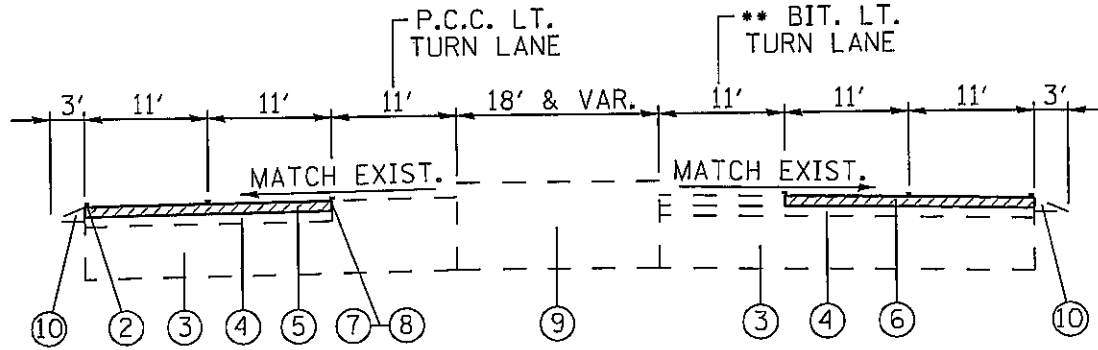 P.C.C. LT.
TURN LANE
** BIT. LT.
TURN LANE
3' 11' 11' 11' 18' & VAR. 11' 11' 11' 3'
MATCH EXIST. MATCH EXIST.
10 2 3 4 5 7 8 9 3 4 6 10